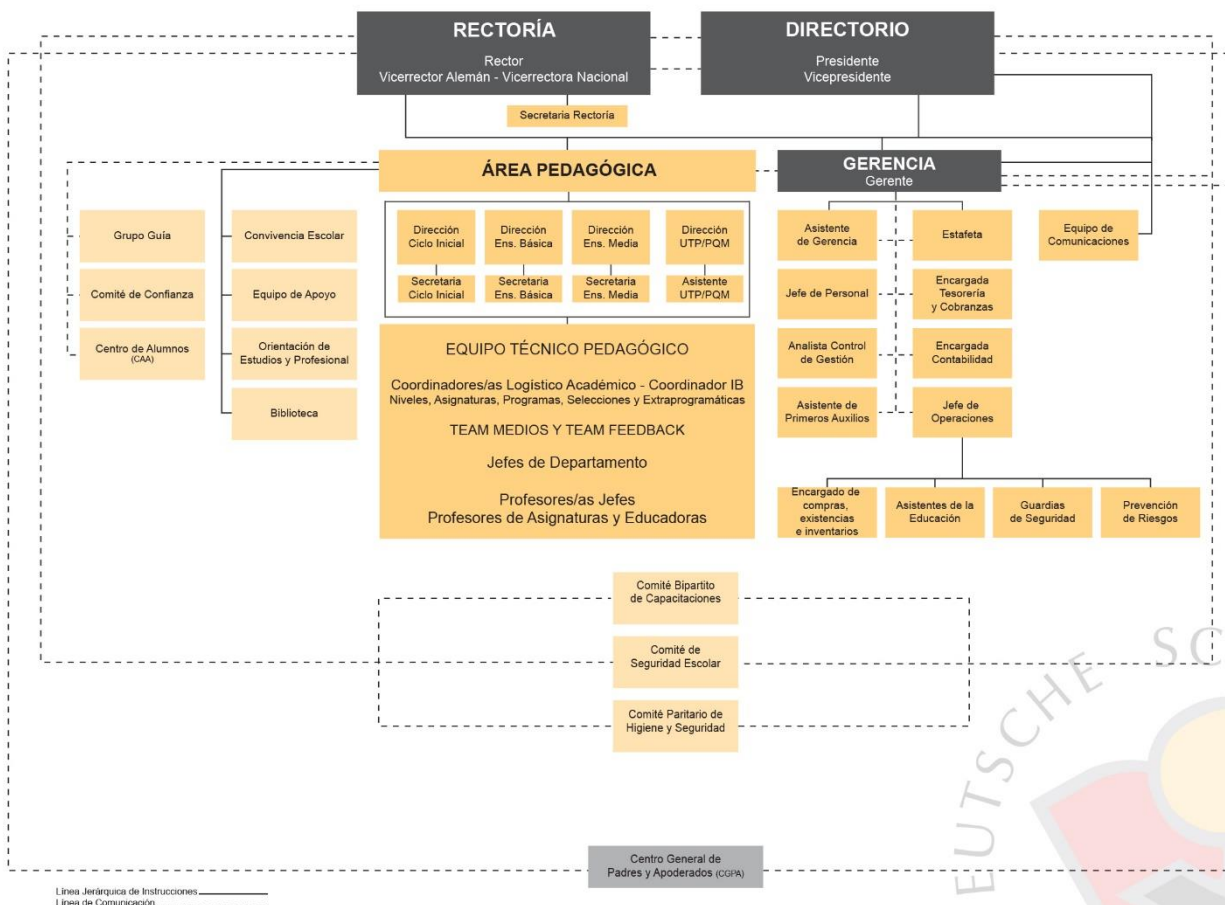 RECTORÍA
Rector
Vicerrector Alemán - Vicerrectora Nacional
DIRECTORIO
Presidente
Vicepresidente
Secretaria Rectoría
ÁREA PEDAGÓGICA
GERENCIA
Gerente
Grupo Guía
Comité de Confianza
Centro de Alumnos
(CAA)
Convivencia Escolar
Equipo de Apoyo
Orientación de
Estudios y Profesional
Biblioteca
Dirección
Ciclo Inicial
Dirección
Ens. Básica
Dirección
Ens. Media
Dirección
UTP/PQM
Secretaria
Ciclo Inicial
Secretaria
Ens. Básica
Secretaria
Ens. Media
Asistente
UTP/PQM
EQUIPO TÉCNICO PEDAGÓGICO
Coordinadores/as Logístico Académico - Coordinador IB
Niveles, Asignaturas, Programas, Selecciones y Extraprogramáticas
TEAM MEDIOS Y TEAM FEEDBACK
Jefes de Departamento
Profesores/as Jefes
Profesores de Asignaturas y Educadoras
Asistente
de Gerencia
Estafeta
Equipo de
Comunicaciones
Jefe de Personal
Encargada
Tesorería
y Cobranzas
Analista Control
de Gestión
Encargada
Contabilidad
Asistente de
Primeros Auxilios
Jefe de
Operaciones
Encargado de
compras,
existencias
e inventarios
Asistentes de la
Educación
Guardias
de Seguridad
Prevención
de Riesgos
Comité Bipartito
de Capacitaciones
Comité de
Seguridad Escolar
Comité Paritario de
Higiene y Seguridad
EUTSCHE SC
Centro General de
Padres y Apoderados (CGPA)
Línea Jerárquica de Instrucciones
Línea de Comunicación